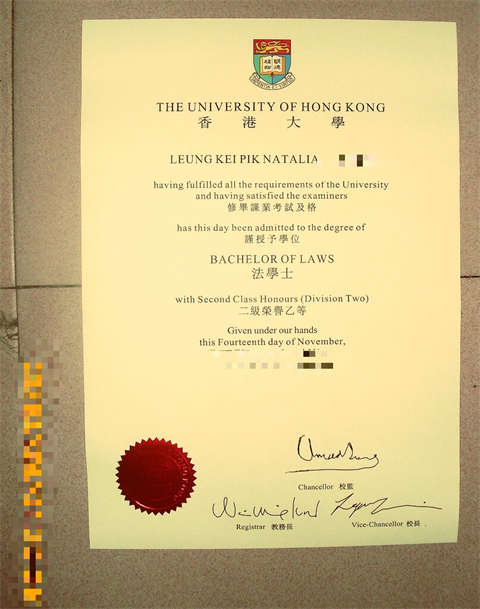 THE UNIVERSITY OF HONG KONG
香港大學
LEUNG KEI PIK NATALIA
having fulfilled all the requirements of the University
and having satisfied the examiners
修畢課業考試及格
has this day been admitted to the degree of
謹授予學位
BACHELOR OF LAWS
法學士
with Second Class Honours (Division Two)
二級榮譽乙等
Given under our hands
this Fourteenth day of November,
Chancellor 校監
Registrar 教務長
Vice-Chancellor 校長